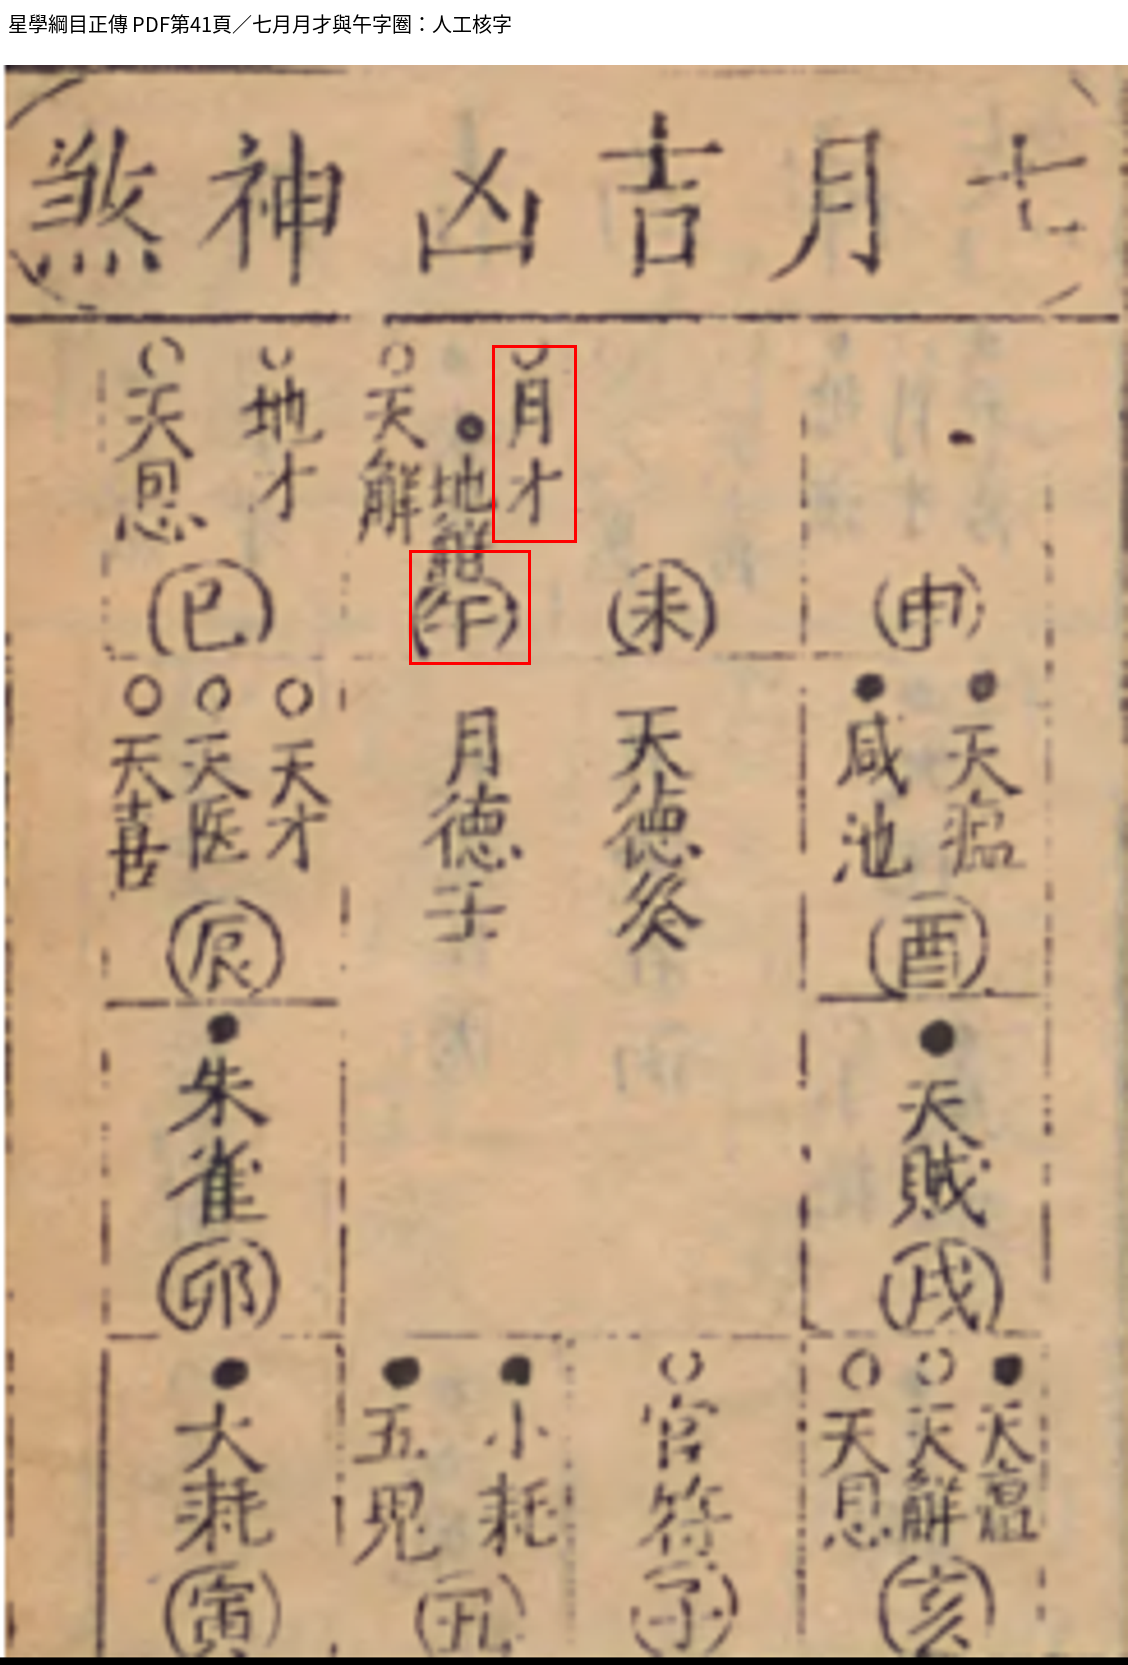 星學綱目正傳 PDF第41頁／七月月才與午字圈：人工核字
七月吉凶神煞
申
未
月才
地解
天解
午
地才
天恩
巳
天瘟
咸池
酉
天德癸
月德壬
天才
天医
天喜
辰
天賊
戌
朱雀
卯
天瘟
天解
天恩
亥
官符
子
小耗
五鬼
丑
大耗
寅